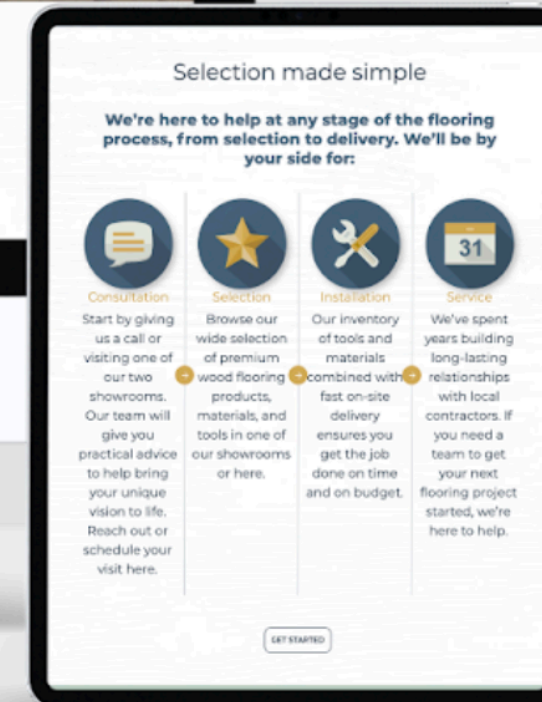 Selection made simple
We're here to help at any stage of the flooring
process, from selection to delivery. We'll be by
your side for:
Consultation
Start by giving
us a call or
visiting one of
our two
showrooms.
Our team will
give you
practical advice
to help bring
your unique
vision to life.
Reach out or
schedule your
visit here.
Selection
Browse our
wide selection
of premium
wood flooring
products,
materials, and
tools in one of
our showrooms
or here.
Installation
Our inventory
of tools and
materials
combined with
fast on-site
delivery
ensures you
get the job
done on time
and on budget.
31
Service
We've spent
years building
long-lasting
relationships
with local
contractors. If
you need a
team to get
your next
flooring project
started, we're
here to help.
GET STARTED